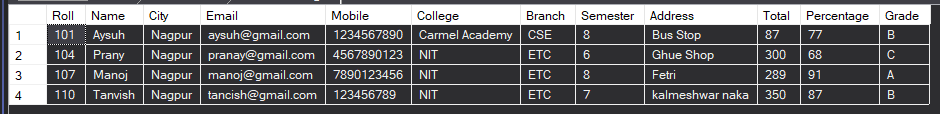 Roll Name City Email Mobile College Branch Semester Address Total Percentage Grade
1 101 Aysuh Nagpur aysuh@gmail.com 1234567890 Carmel Academy CSE 8 Bus Stop 87 77 B
2 104 Prany Nagpur pranay@gmail.com 4567890123 NIT ETC 6 Ghue Shop 300 68 C
3 107 Manoj Nagpur manoj@gmail.com 7890123456 NIT ETC 8 Fetri 289 91 A
4 110 Tanvish Nagpur tancish@gmail.com 123456789 NIT ETC 7 kalmeshwar naka 350 87 B